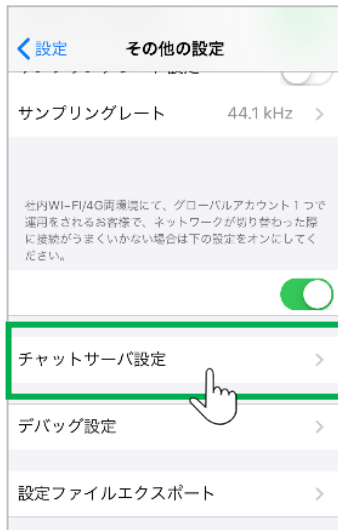 設定
その他の設定
サンプリングレート
44.1 kHz
社内WI-FI/4G両環境にて、グローバルアカウント1つで
運用をされるお客様で、ネットワークが切り替わった際
に接続がうまくいかない場合は下の設定をオンにしてく
ださい。
チャットサーバ設定
デバッグ設定
設定ファイルエクスポート